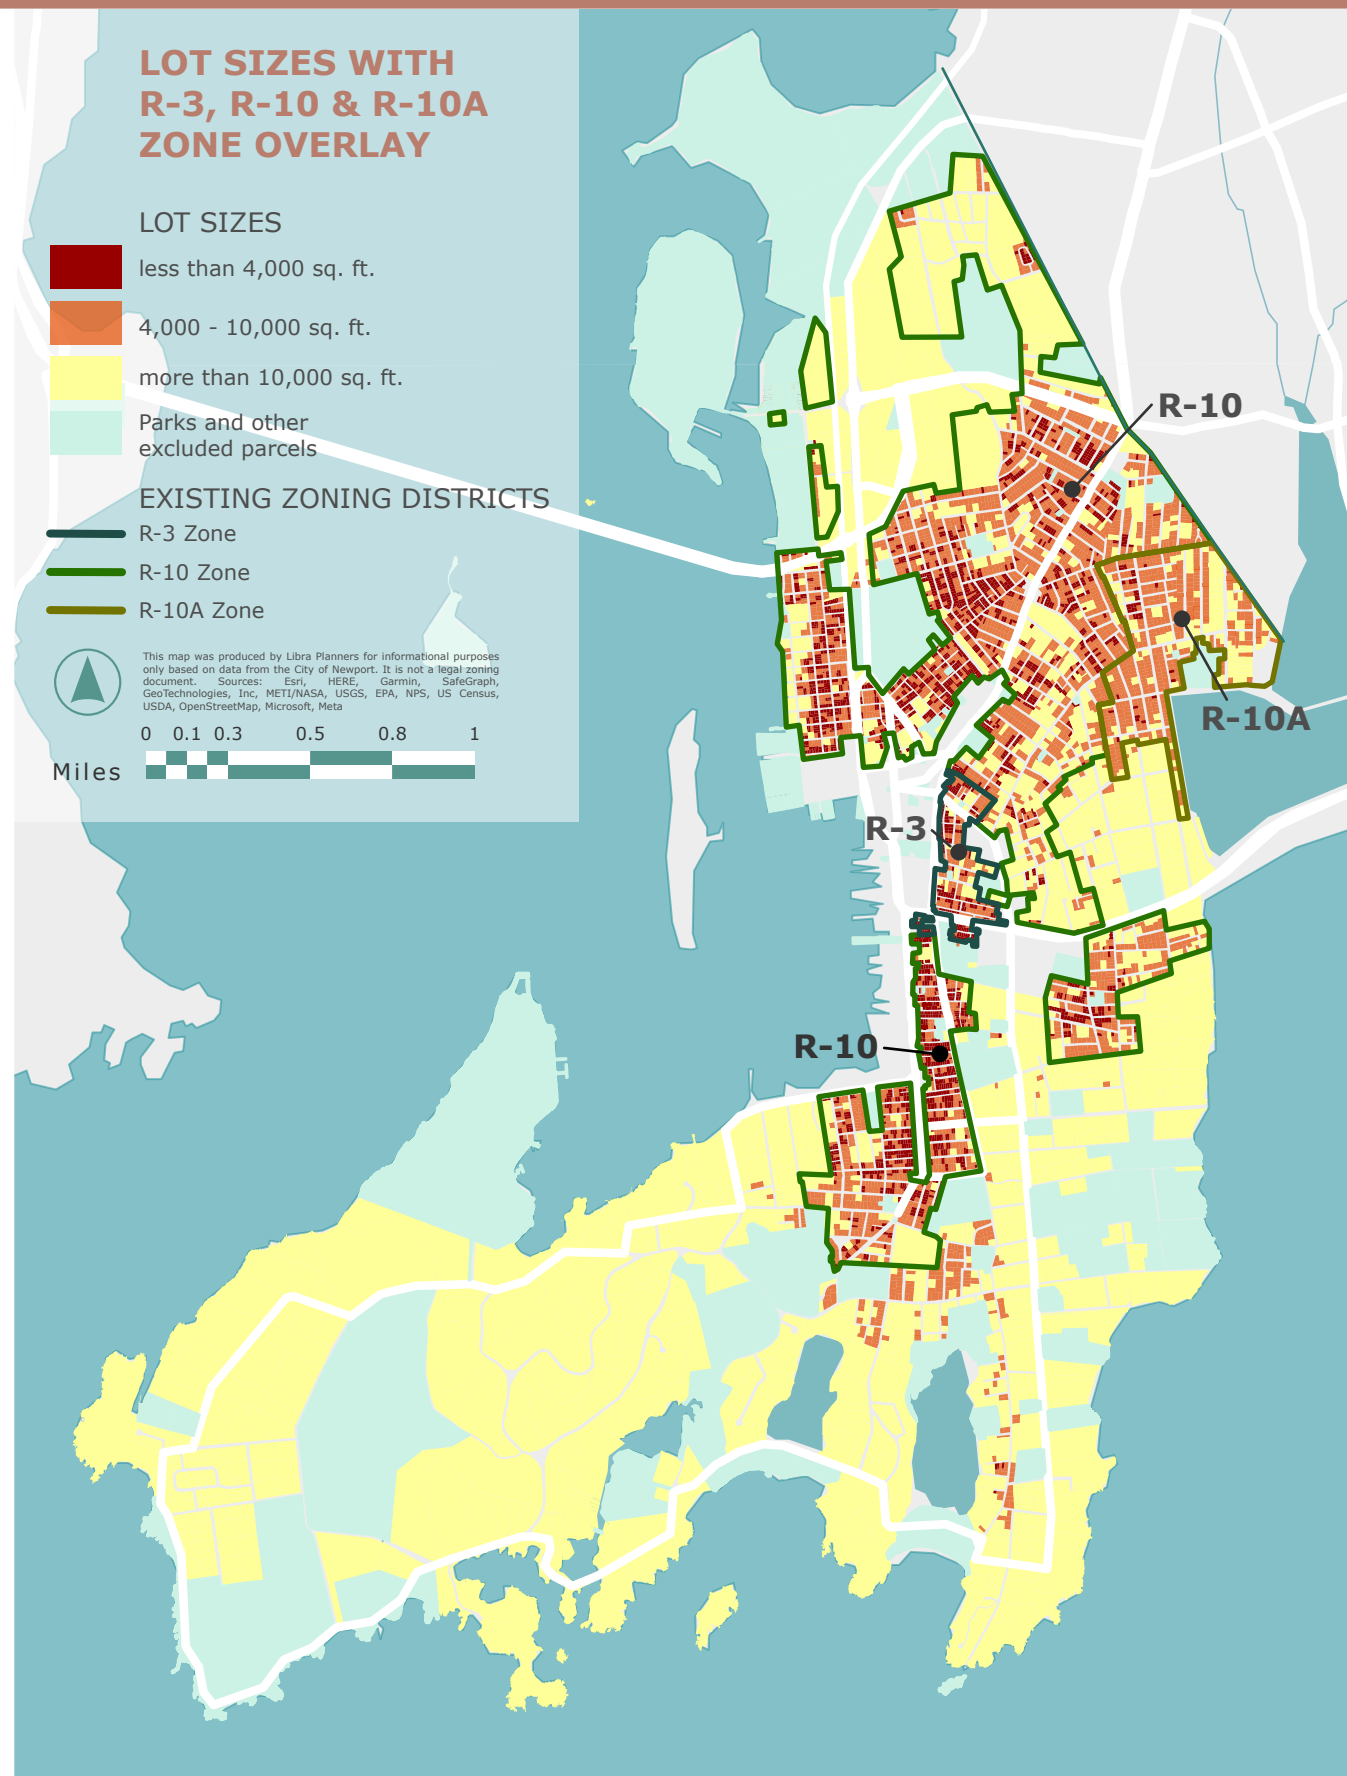 LOT SIZES WITH
R-3, R-10 & R-10A
ZONE OVERLAY
LOT SIZES
less than 4,000 sq. ft.
4,000 - 10,000 sq. ft.
more than 10,000 sq. ft.
Parks and other
excluded parcels
EXISTING ZONING DISTRICTS
R-3 Zone
R-10 Zone
R-10A Zone
This map was produced by Libra Planners for informational purposes
only based on data from the City of Newport. It is not a legal zoning
document. Sources: Esri, HERE, Garmin, SafeGraph,
GeoTechnologies, Inc, METI/NASA, USGS, EPA, NPS, US Census,
USDA, OpenStreetMap, Microsoft, Meta
0 0.1 0.3 0.5 0.8 1
Miles
R-10
R-10A
R-3
R-10